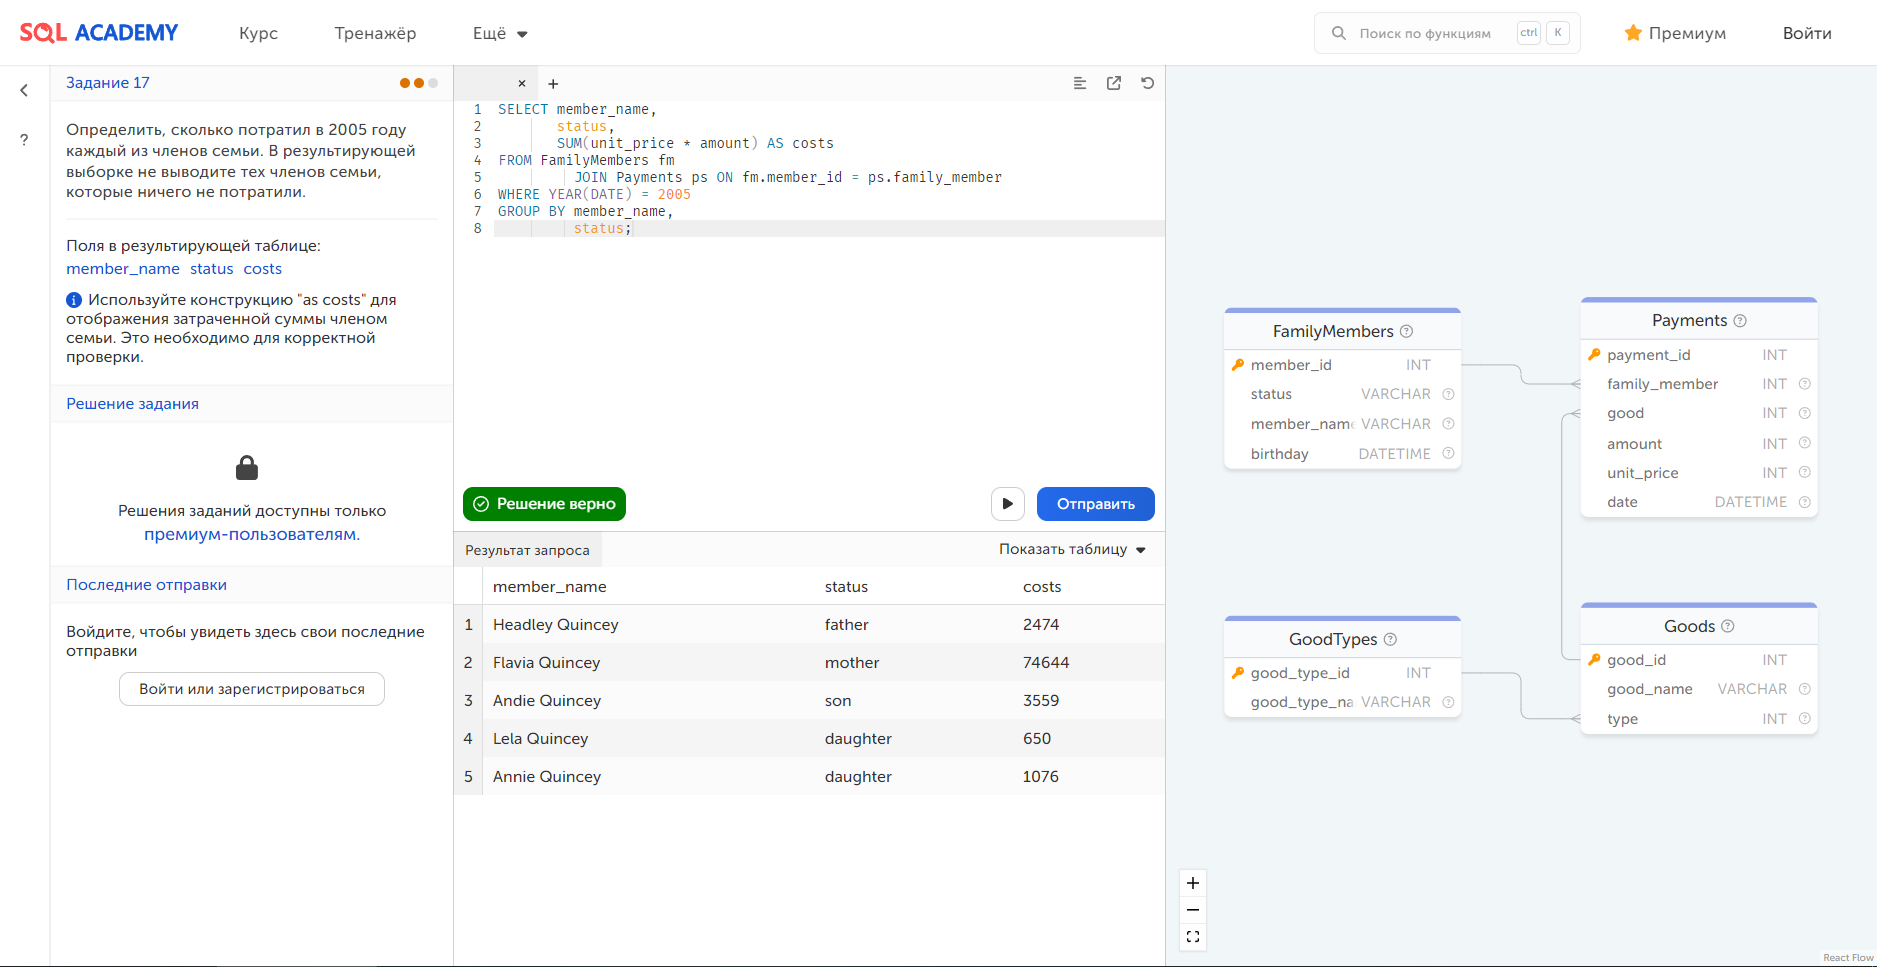 SQL ACADEMY
Курс
Тренажёр
Ещё
Поиск по функциям
ctrl
K
Премиум
Войти
Задание 17
Определить, сколько потратил в 2005 году
каждый из членов семьи. В результирующей
выборке не выводите тех членов семьи,
которые ничего не потратили.
Поля в результирующей таблице:
member_name status costs
Используйте конструкцию "as costs" для
отображения затраченной суммы членом
семьи. Это необходимо для корректной
проверки.
Решение задания
Решения заданий доступны только
премиум-пользователям.
Последние отправки
Войдите, чтобы увидеть здесь свои последние
отправки
Войти или зарегистрироваться
1 SELECT member_name,
2 status,
3 SUM(unit_price * amount) AS costs
4 FROM FamilyMembers fm
5 JOIN Payments ps ON fm.member_id = ps.family_member
6 WHERE YEAR(DATE) = 2005
7 GROUP BY member_name,
8 status;
Решение верно
Отправить
Результат запроса
Показать таблицу
member_name status costs
1 Headley Quincey father 2474
2 Flavia Quincey mother 74644
3 Andie Quincey son 3559
4 Lela Quincey daughter 650
5 Annie Quincey daughter 1076
FamilyMembers
member_id INT
status VARCHAR
member_name VARCHAR
birthday DATETIME
Payments
payment_id INT
family_member INT
good INT
amount INT
unit_price INT
date DATETIME
GoodTypes
good_type_id INT
good_type_na VARCHAR
Goods
good_id INT
good_name VARCHAR
type INT
React Flow